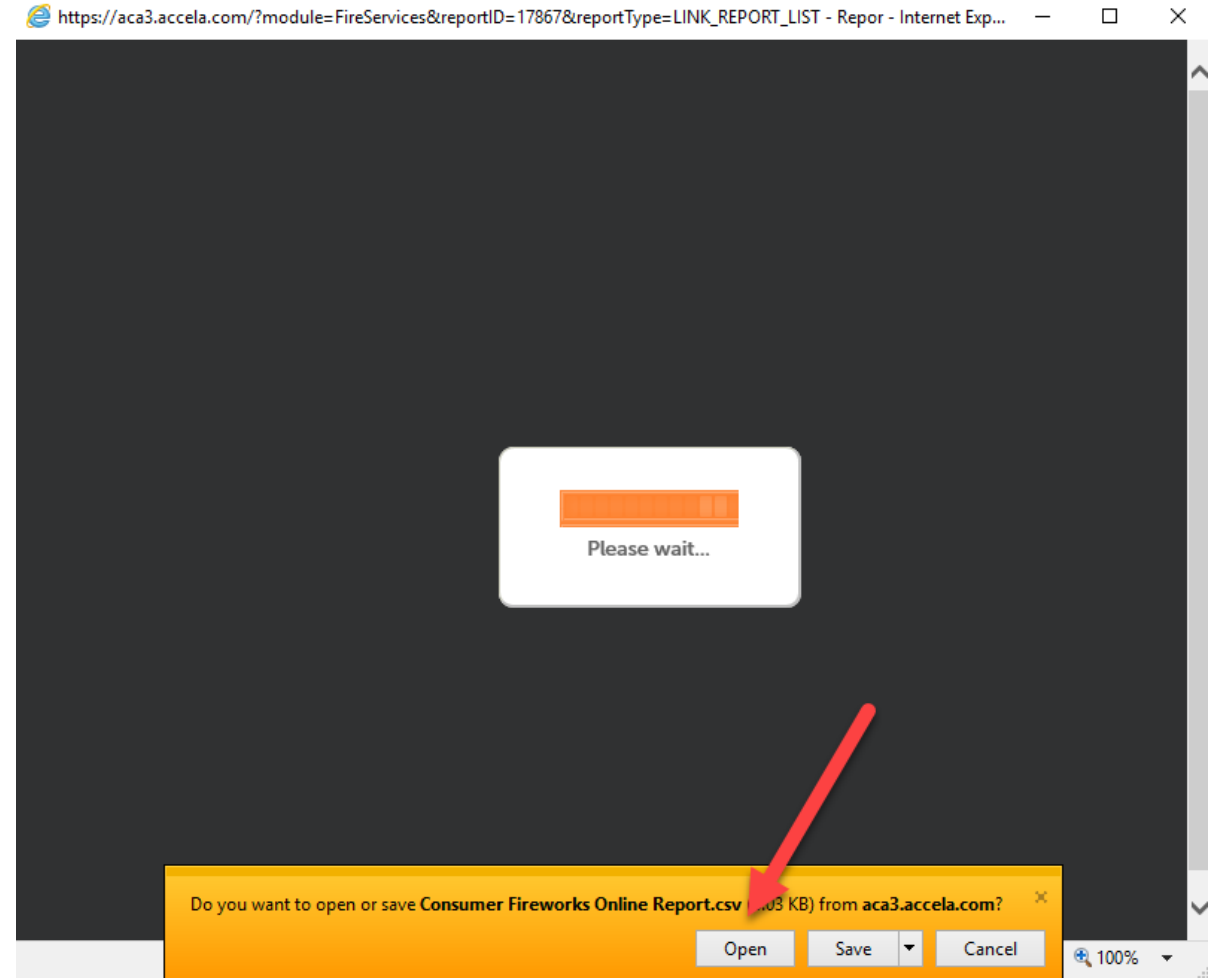 https://aca3.accela.com/?module=FireServices&reportID=17867&reportType=LINK_REPORT_LIST - Repor - Internet Exp...
Please wait...
Do you want to open or save Consumer Fireworks Online Report.csv .03 KB) from aca3.accela.com?
Open Save Cancel
100%